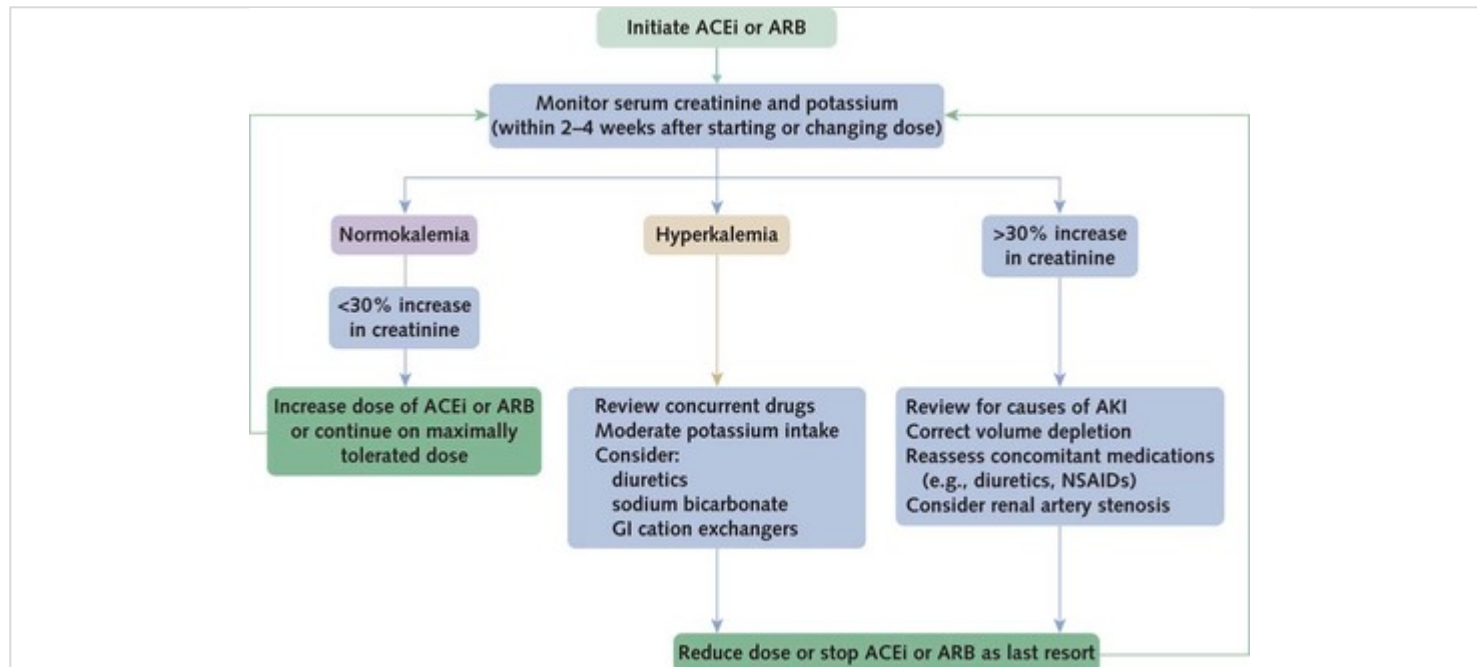 Initiate ACEi or ARB
Monitor serum creatinine and potassium
(within 2–4 weeks after starting or changing dose)
Normokalemia
Hyperkalemia
>30% increase
in creatinine
<30% increase
in creatinine
Increase dose of ACEi or ARB
or continue on maximally
tolerated dose
Review concurrent drugs
Moderate potassium intake
Consider:
diuretics
sodium bicarbonate
GI cation exchangers
Review for causes of AKI
Correct volume depletion
Reassess concomitant medications
(e.g., diuretics, NSAIDs)
Consider renal artery stenosis
Reduce dose or stop ACEi or ARB as last resort